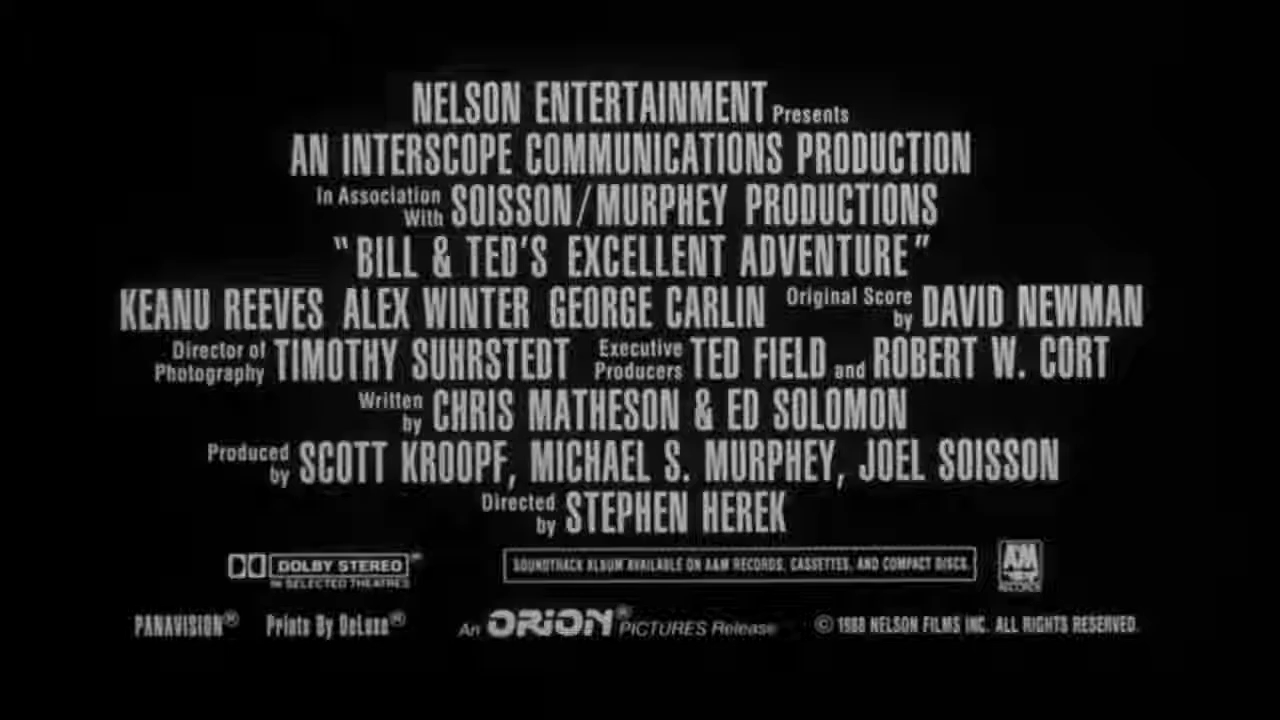 NELSON ENTERTAINMENT Presents
AN INTERSCOPE COMMUNICATIONS PRODUCTION
In Association With SOISSON/MURPHEY PRODUCTIONS
"BILL & TED'S EXCELLENT ADVENTURE"
KEANU REEVES ALEX WINTER GEORGE CARLIN Original Score by DAVID NEWMAN
Director of Photography TIMOTHY SUHRSTEDT Executive Producers TED FIELD and ROBERT W. CORT
Written by CHRIS MATHESON & ED SOLOMON
Produced by SCOTT KROOPF, MICHAEL S. MURPHEY, JOEL SOISSON
Directed by STEPHEN HEREK
DOLBY STEREO IN SELECTED THEATRES
SOUNDTRACK ALBUM AVAILABLE ON A&M RECORDS, CASSETTES, AND COMPACT DISCS.
A&M RECORDS
PANAVISION® Prints By DeLuxe® An ORION® PICTURES Release © 1988 NELSON FILMS INC. ALL RIGHTS RESERVED.